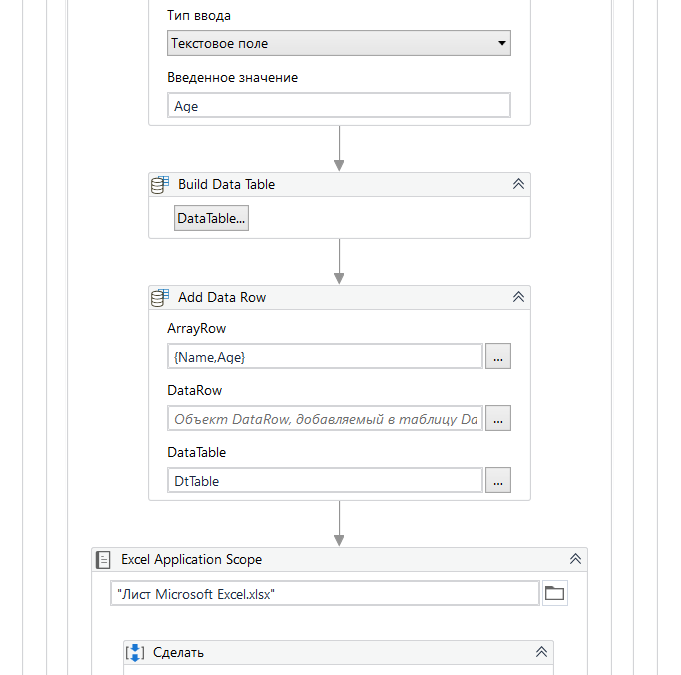 Тип ввода
Текстовое поле
Введенное значение
Age
Build Data Table
DataTable...
Add Data Row
ArrayRow
{Name,Age}
...
DataRow
Объект DataRow, добавляемый в таблицу Da
...
DataTable
DtTable
...
Excel Application Scope
"Лист Microsoft Excel.xlsx"
Сделать